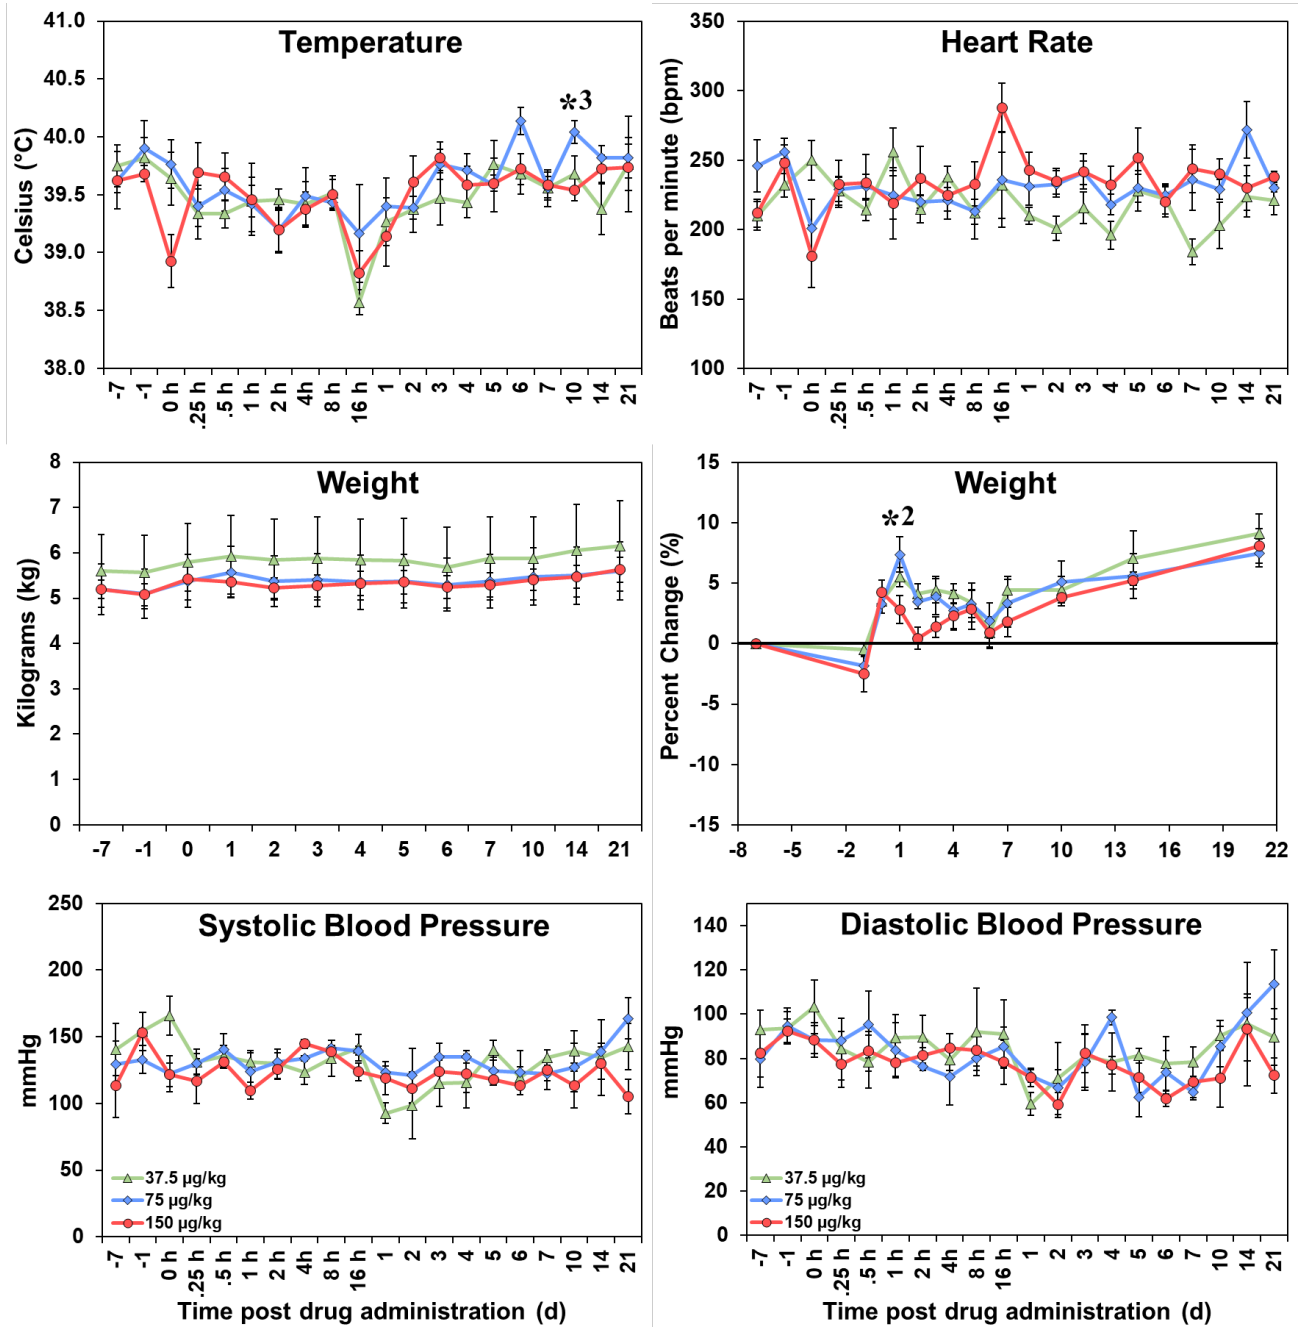 Temperature
Celsius (°C)
41.0
40.5
40.0
39.5
39.0
38.5
38.0
*3
-7 -1 0 h .25 h .5 h 1 h 2 h 4h 8 h 16 h 1 2 3 4 5 6 7 10 14 21
Heart Rate
Beats per minute (bpm)
350
300
250
200
150
100
-7 -1 0 h .25 h .5 h 1 h 2 h 4h 8 h 16 h 1 2 3 4 5 6 7 10 14 21
Weight
Kilograms (kg)
8
7
6
5
4
3
2
1
0
-7 -1 0 1 2 3 4 5 6 7 10 14 21
Weight
Percent Change (%)
15
10
5
0
-5
-10
-15
*2
-8 -5 -2 1 4 7 10 13 16 19 22
Systolic Blood Pressure
mmHg
250
200
150
100
50
0
37.5 µg/kg
75 µg/kg
150 µg/kg
-7 -1 0 h .25 h .5 h 1 h 2 h 4h 8 h 16 h 1 2 3 4 5 6 7 10 14 21
Time post drug administration (d)
Diastolic Blood Pressure
mmHg
140
120
100
80
60
40
20
0
37.5 µg/kg
75 µg/kg
150 µg/kg
-7 -1 0 h .25 h .5 h 1 h 2 h 4h 8 h 16 h 1 2 3 4 5 6 7 10 14 21
Time post drug administration (d)